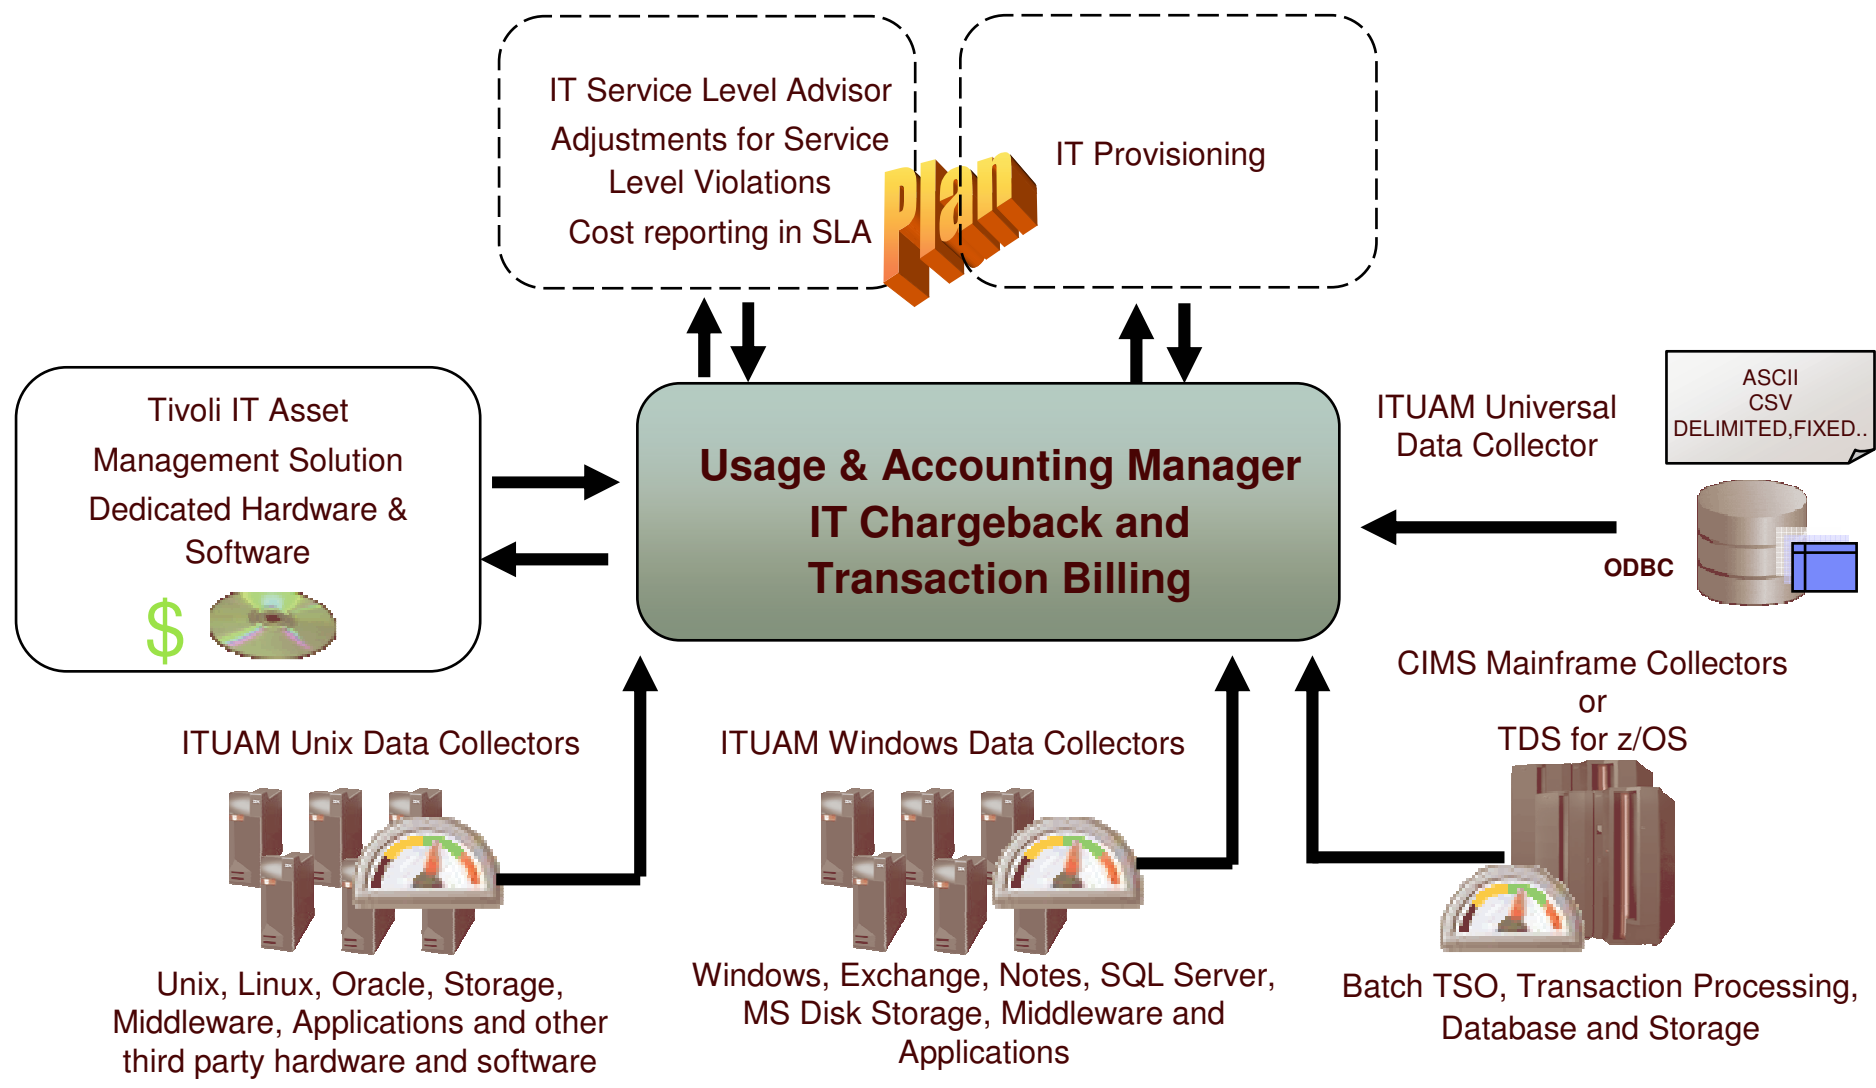 IT Service Level Advisor
Adjustments for Service
Level Violations
Cost reporting in SLA
Plan
IT Provisioning
Tivoli IT Asset
Management Solution
Dedicated Hardware &
Software
$
Usage & Accounting Manager
IT Chargeback and
Transaction Billing
ITUAM Universal
Data Collector
ASCII
CSV
DELIMITED,FIXED..
ODBC
CIMS Mainframe Collectors
or
TDS for z/OS
ITUAM Unix Data Collectors
ITUAM Windows Data Collectors
Unix, Linux, Oracle, Storage,
Middleware, Applications and other
third party hardware and software
Windows, Exchange, Notes, SQL Server,
MS Disk Storage, Middleware and
Applications
Batch TSO, Transaction Processing,
Database and Storage